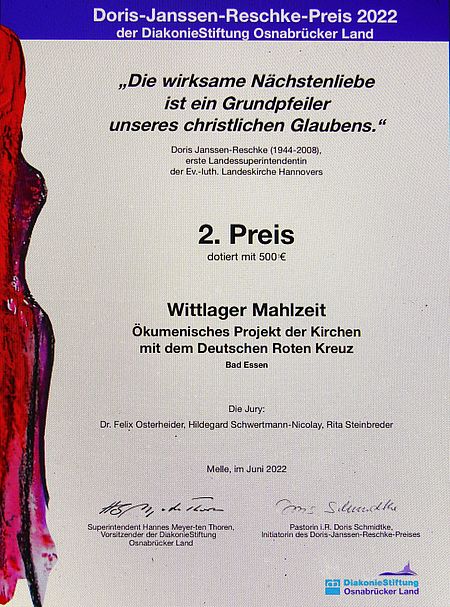 Doris-Janssen-Reschke-Preis 2022
der DiakonieStiftung Osnabrücker Land
„Die wirksame Nächstenliebe
ist ein Grundpfeiler
unseres christlichen Glaubens.“
Doris Janssen-Reschke (1944-2008),
erste Landessuperintendentin
der Ev.-luth. Landeskirche Hannovers
2. Preis
dotiert mit 500 €
Wittlager Mahlzeit
Ökumenisches Projekt der Kirchen
mit dem Deutschen Roten Kreuz
Bad Essen
Die Jury:
Dr. Felix Osterheider, Hildegard Schwertmann-Nicolay, Rita Steinbreder
Melle, im Juni 2022
Doris Schmidtke
Superintendent Hannes Meyer-ten Thoren,
Vorsitzender der DiakonieStiftung
Osnabrücker Land
Pastorin i.R. Doris Schmidtke,
Initiatorin des Doris-Janssen-Reschke-Preises
DiakonieStiftung
Osnabrücker Land